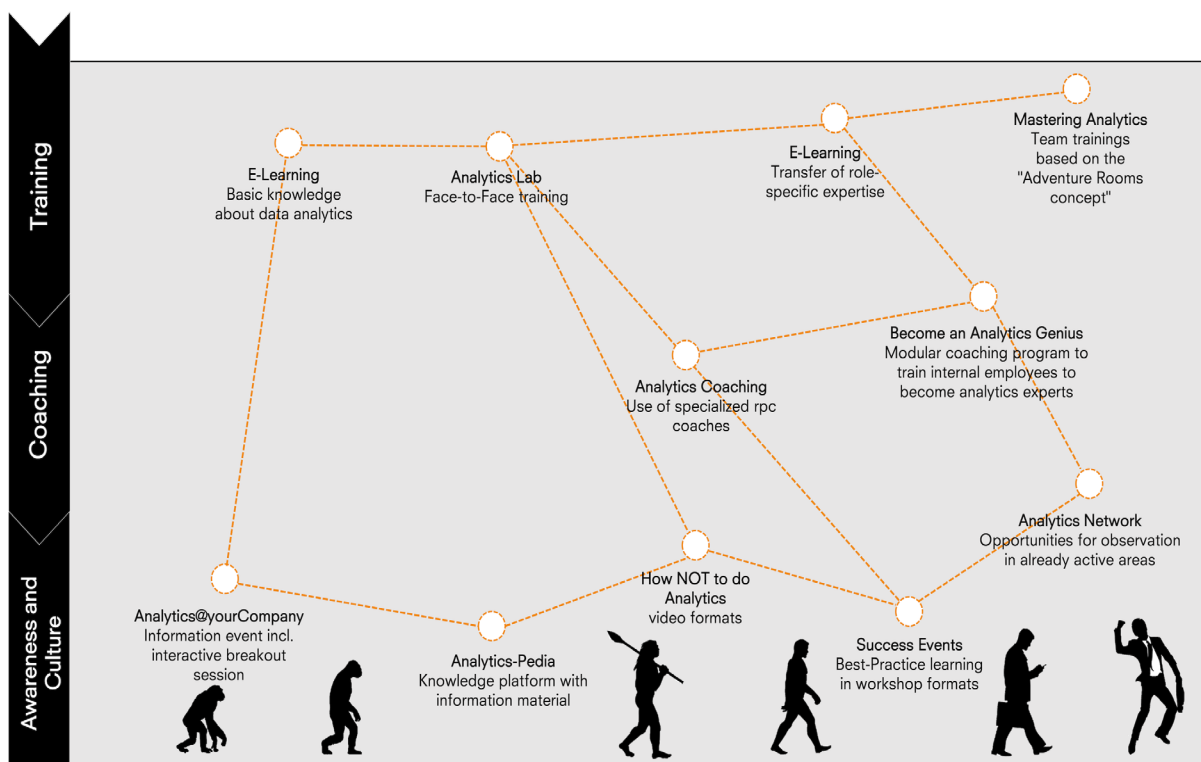 Training
E-Learning
Basic knowledge
about data analytics
Analytics Lab
Face-to-Face training
E-Learning
Transfer of role-
specific expertise
Mastering Analytics
Team trainings
based on the
"Adventure Rooms
concept"
Coaching
Analytics Coaching
Use of specialized rpc
coaches
Become an Analytics Genius
Modular coaching program to
train internal employees to
become analytics experts
Analytics Network
Opportunities for observation
in already active areas
Awareness and
Culture
Analytics@yourCompany
Information event incl.
interactive breakout
session
Analytics-Pedia
Knowledge platform with
information material
How NOT to do
Analytics
video formats
Success Events
Best-Practice learning
in workshop formats